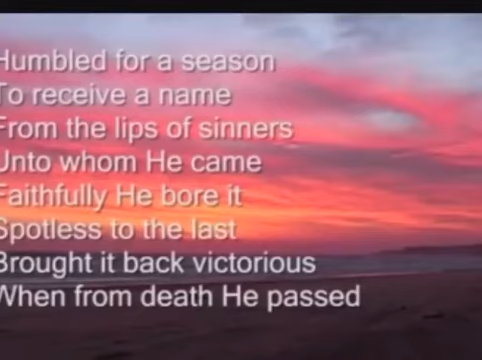 Humbled for a season
To receive a name
From the lips of sinners
Unto whom He came
Faithfully He bore it
Spotless to the last
Brought it back victorious
When from death He passed